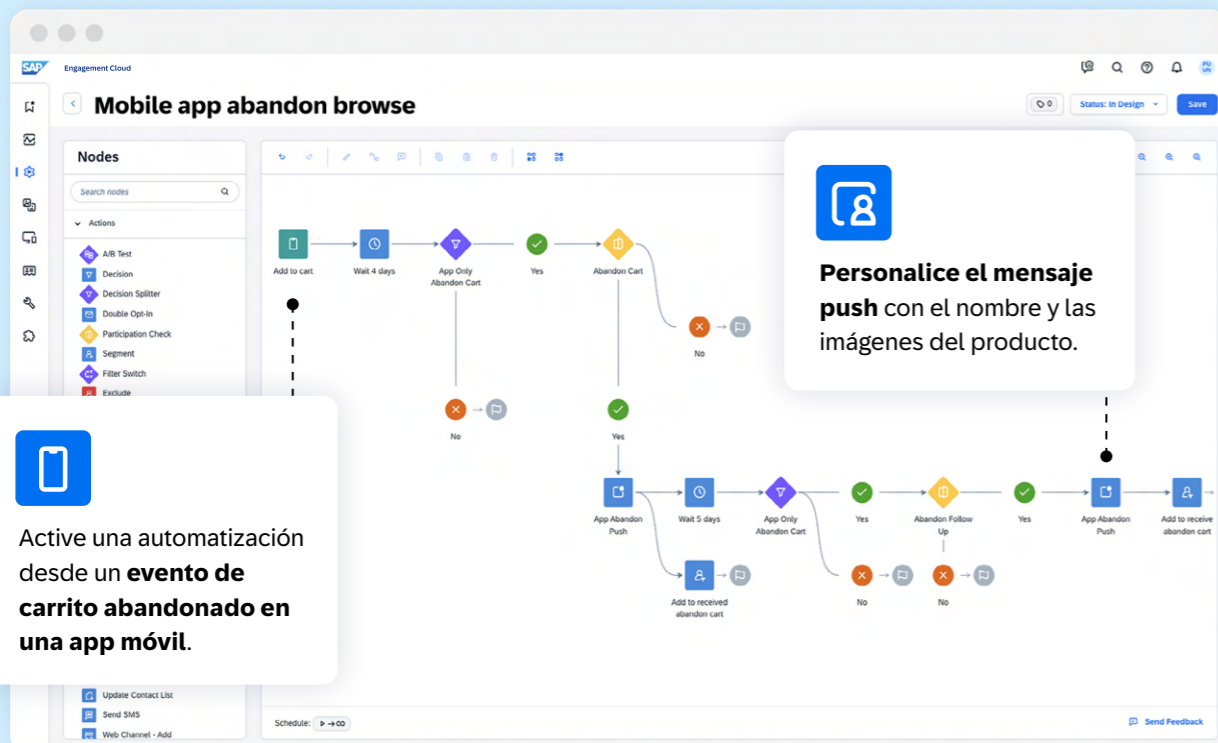 SAP
Engagement Cloud
Mobile app abandon browse
0
Status: In Design
Save
Nodes
Search nodes
Actions
A/B Test
Decision
Decision Splitter
Double Opt-In
Participation Check
Segment
Filter Switch
Exclude
Update Contact List
Send SMS
Web Channel - Add
Add to cart
Wait 4 days
App Only
Abandon Cart
Yes
Abandon Cart
No
No
Yes
App Abandon
Push
Wait 5 days
App Only
Abandon Cart
Yes
Abandon Follow
Up
Yes
App Abandon
Push
Add to receive
abandon cart
Add to received
abandon cart
No
No
Personalice el mensaje
push con el nombre y las
imágenes del producto.
Active una automatización
desde un evento de
carrito abandonado en
una app móvil.
Schedule:
Send Feedback